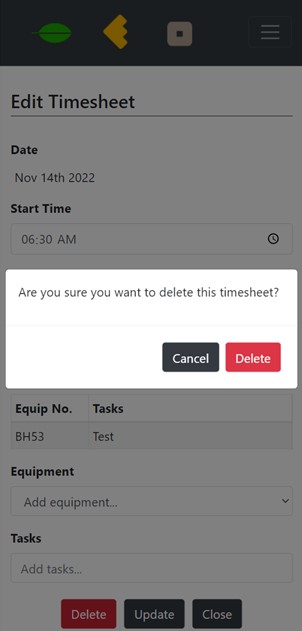 Edit Timesheet
Date
Nov 14th 2022
Start Time
06:30 AM
Are you sure you want to delete this timesheet?
Cancel Delete
Equip No. Tasks
BH53 Test
Equipment
Add equipment...
Tasks
Add tasks...
Delete Update Close